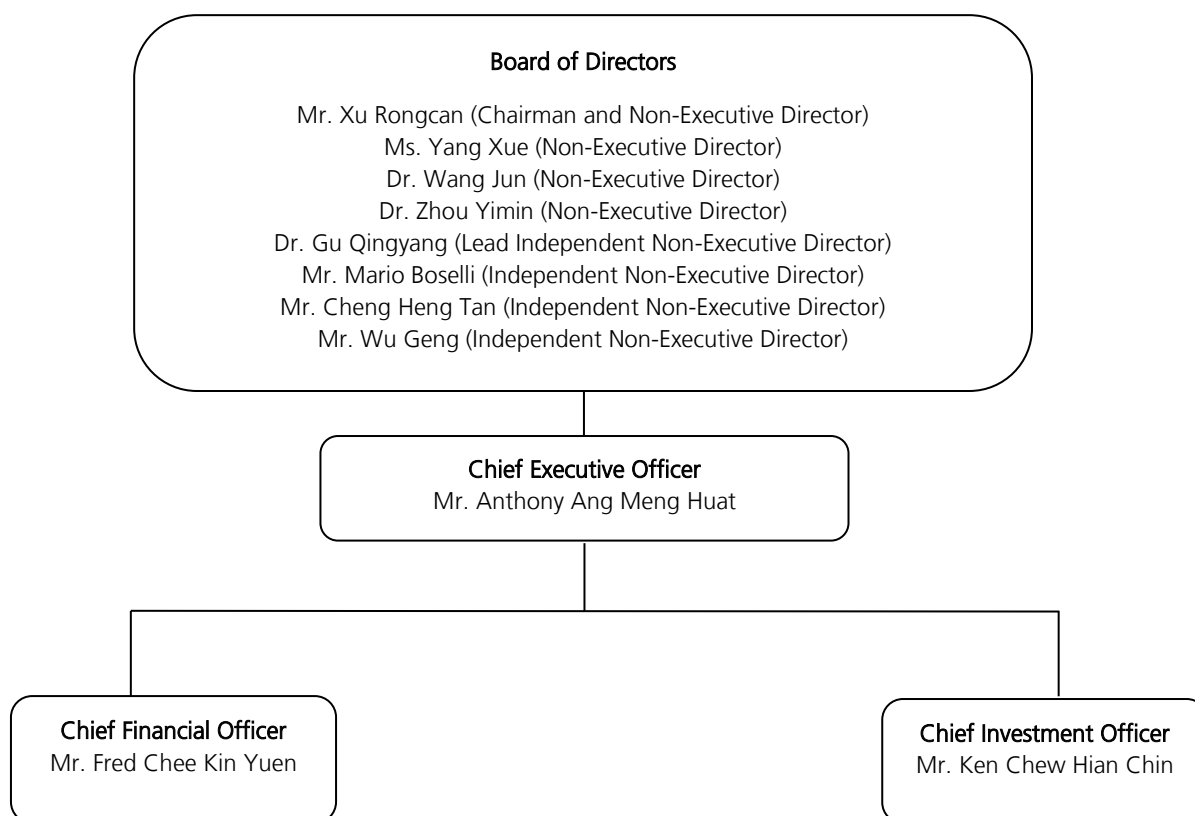 Board of Directors
Mr. Xu Rongcan (Chairman and Non-Executive Director)
Ms. Yang Xue (Non-Executive Director)
Dr. Wang Jun (Non-Executive Director)
Dr. Zhou Yimin (Non-Executive Director)
Dr. Gu Qingyang (Lead Independent Non-Executive Director)
Mr. Mario Boselli (Independent Non-Executive Director)
Mr. Cheng Heng Tan (Independent Non-Executive Director)
Mr. Wu Geng (Independent Non-Executive Director)
Chief Executive Officer
Mr. Anthony Ang Meng Huat
Chief Financial Officer
Mr. Fred Chee Kin Yuen
Chief Investment Officer
Mr. Ken Chew Hian Chin